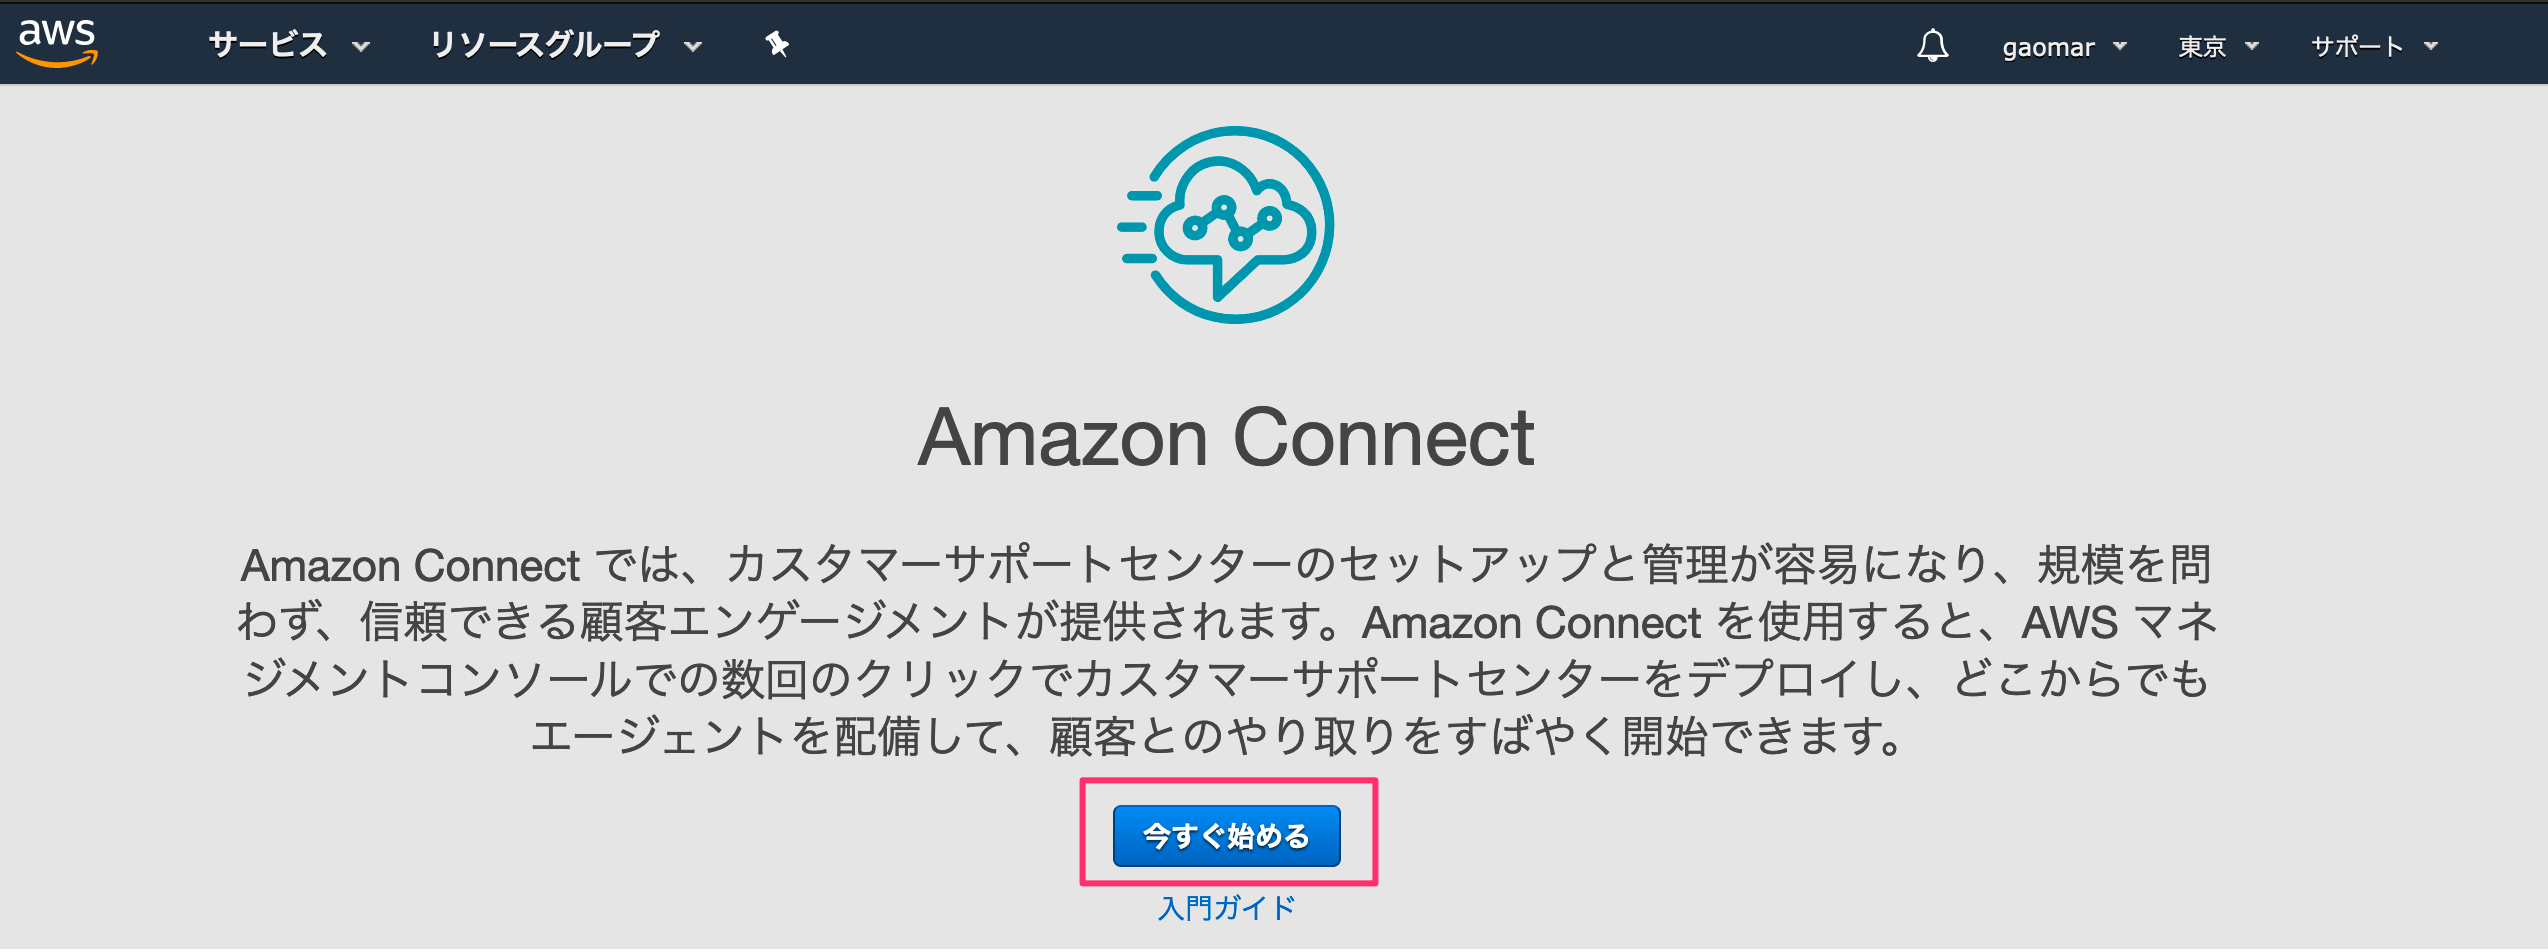 aws サービス リソースグループ gaomar 東京 サポート
Amazon Connect
Amazon Connect では、カスタマーサポートセンターのセットアップと管理が容易になり、規模を問
わず、信頼できる顧客エンゲージメントが提供されます。Amazon Connect を使用すると、AWS マネ
ジメントコンソールでの数回のクリックでカスタマーサポートセンターをデプロイし、どこからでも
エージェントを配備して、顧客とのやり取りをすばやく開始できます。
今すぐ始める
入門ガイド